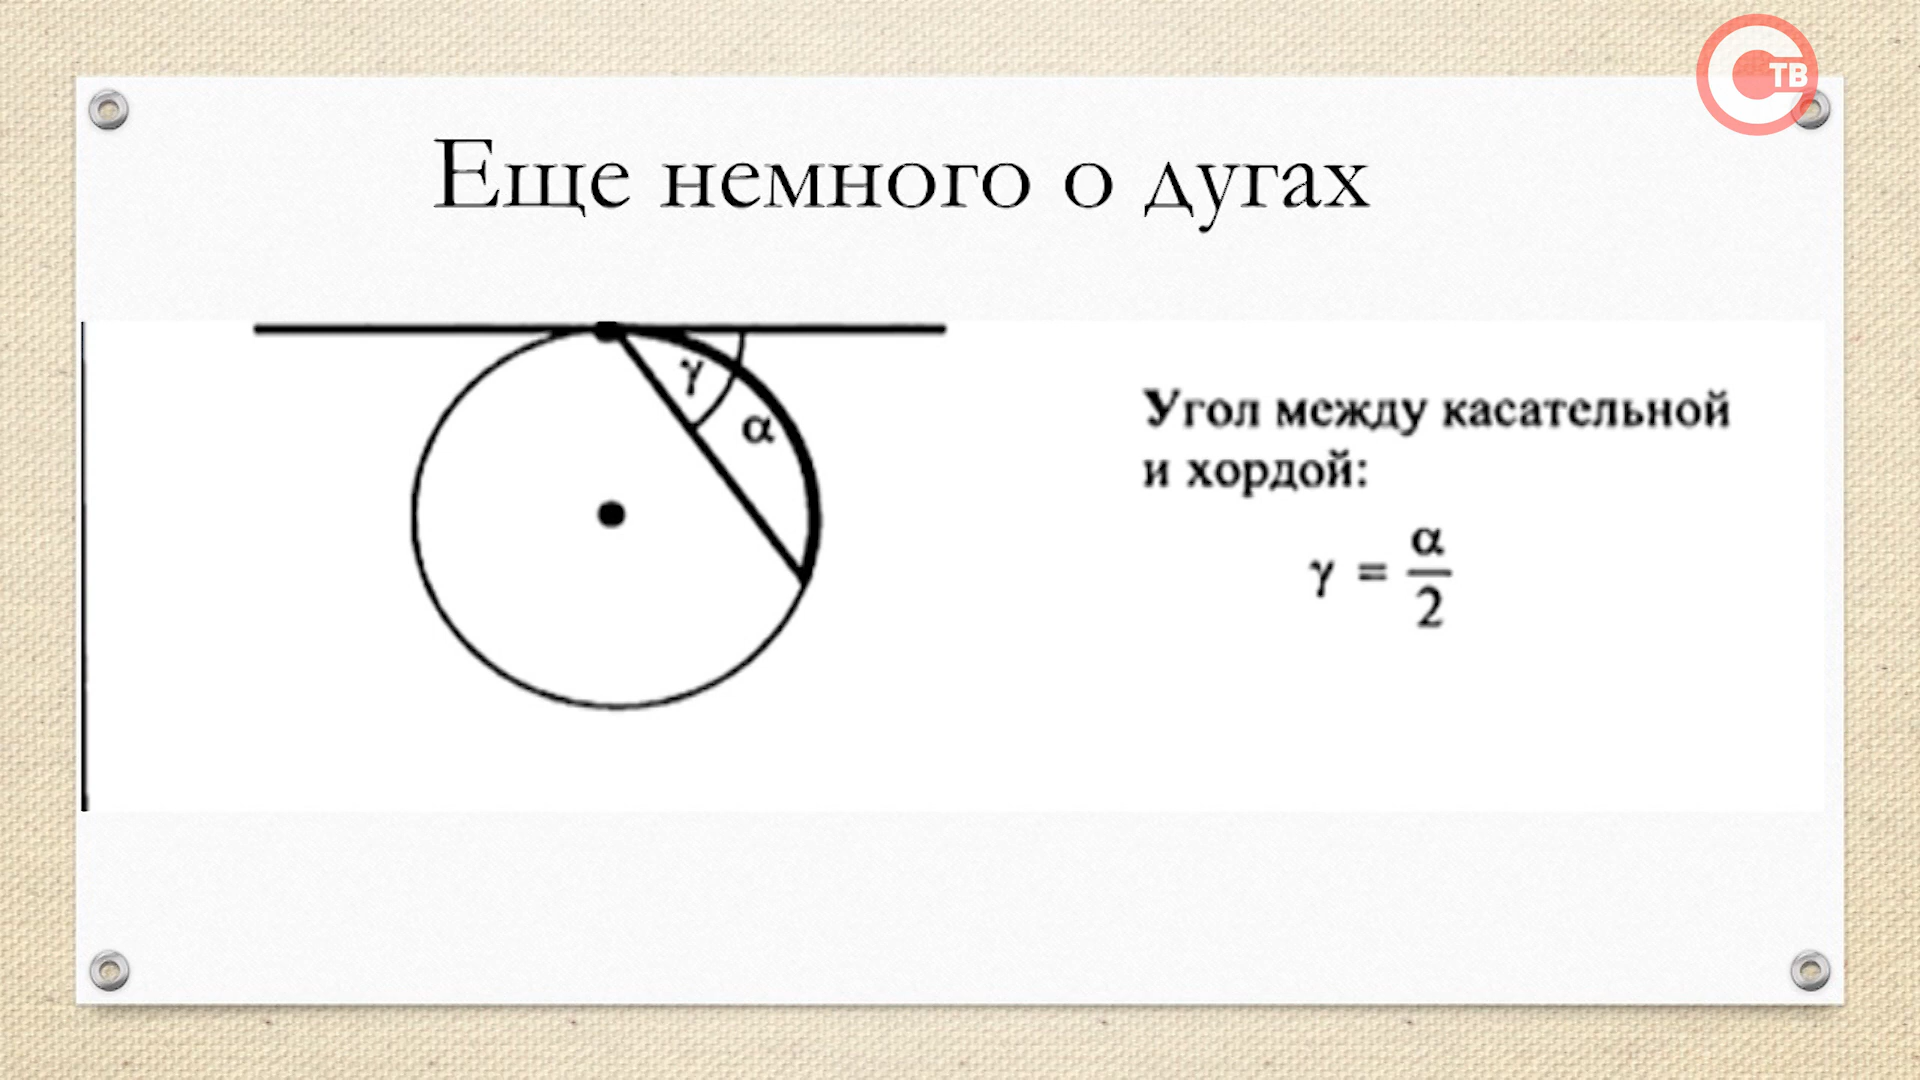 ТВ
Еще немного о дугах
γ
α
Угол между касательной
и хордой:
γ = α/2